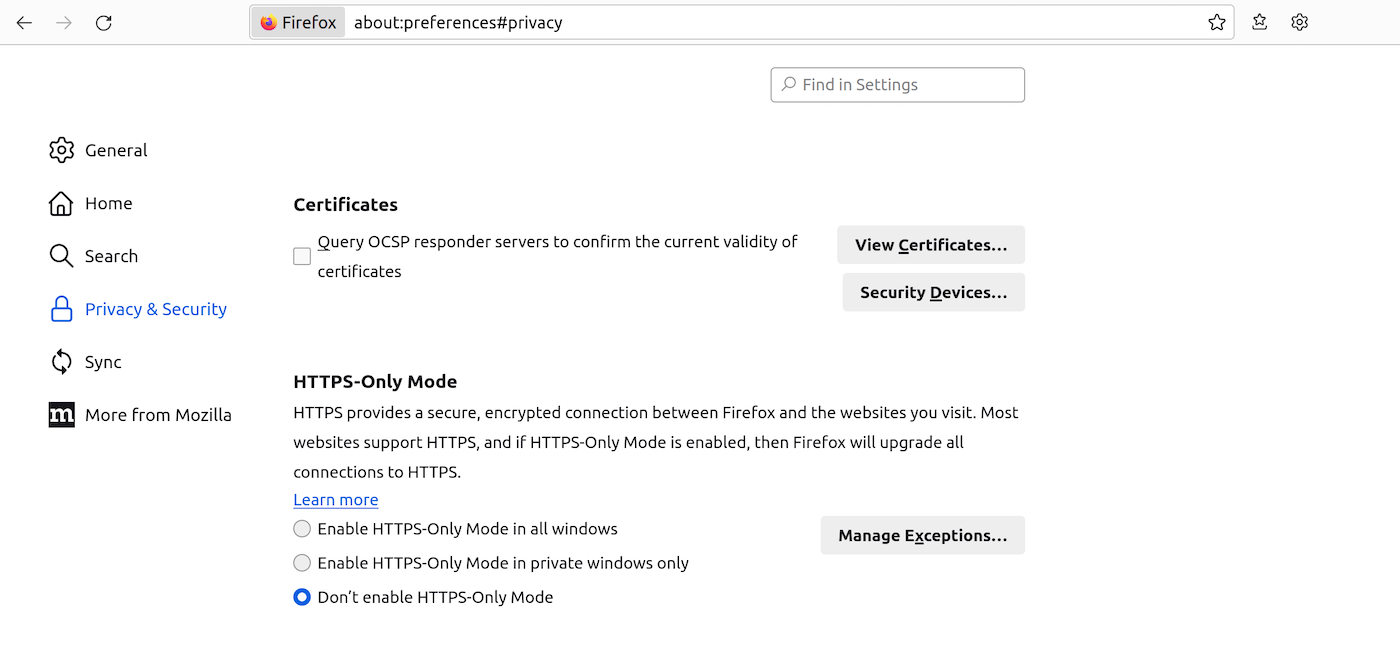 Firefox about:preferences#privacy
Find in Settings
General
Home
Search
Privacy & Security
Sync
m More from Mozilla
Certificates
Query OCSP responder servers to confirm the current validity of
certificates
View Certificates...
Security Devices...
HTTPS-Only Mode
HTTPS provides a secure, encrypted connection between Firefox and the websites you visit. Most
websites support HTTPS, and if HTTPS-Only Mode is enabled, then Firefox will upgrade all
connections to HTTPS.
Learn more
Enable HTTPS-Only Mode in all windows
Enable HTTPS-Only Mode in private windows only
Don’t enable HTTPS-Only Mode
Manage Exceptions...